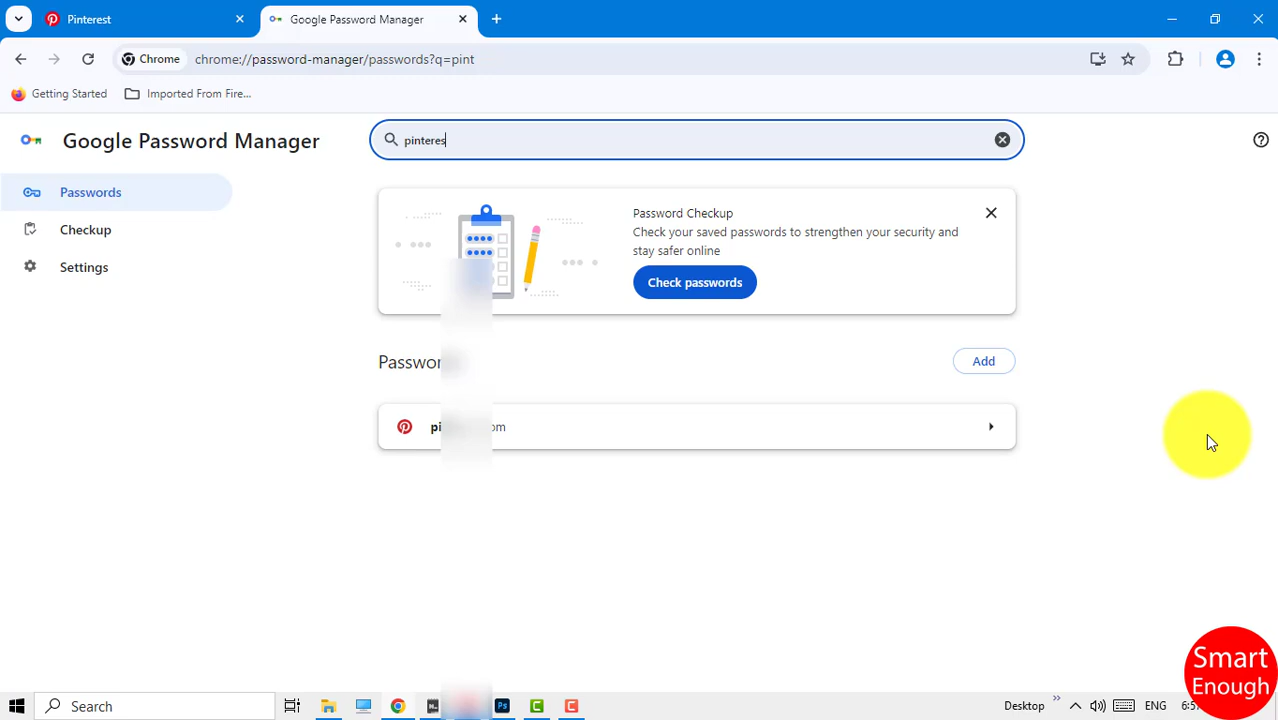 Pinterest
Google Password Manager
Chrome
chrome://password-manager/passwords?q=pint
Getting Started
Imported From Fire...
Google Password Manager
pinteres
Passwords
Checkup
Settings
Password Checkup
Check your saved passwords to strengthen your security and
stay safer online
Check passwords
Add
Search
Desktop
ENG
Smart
Enough